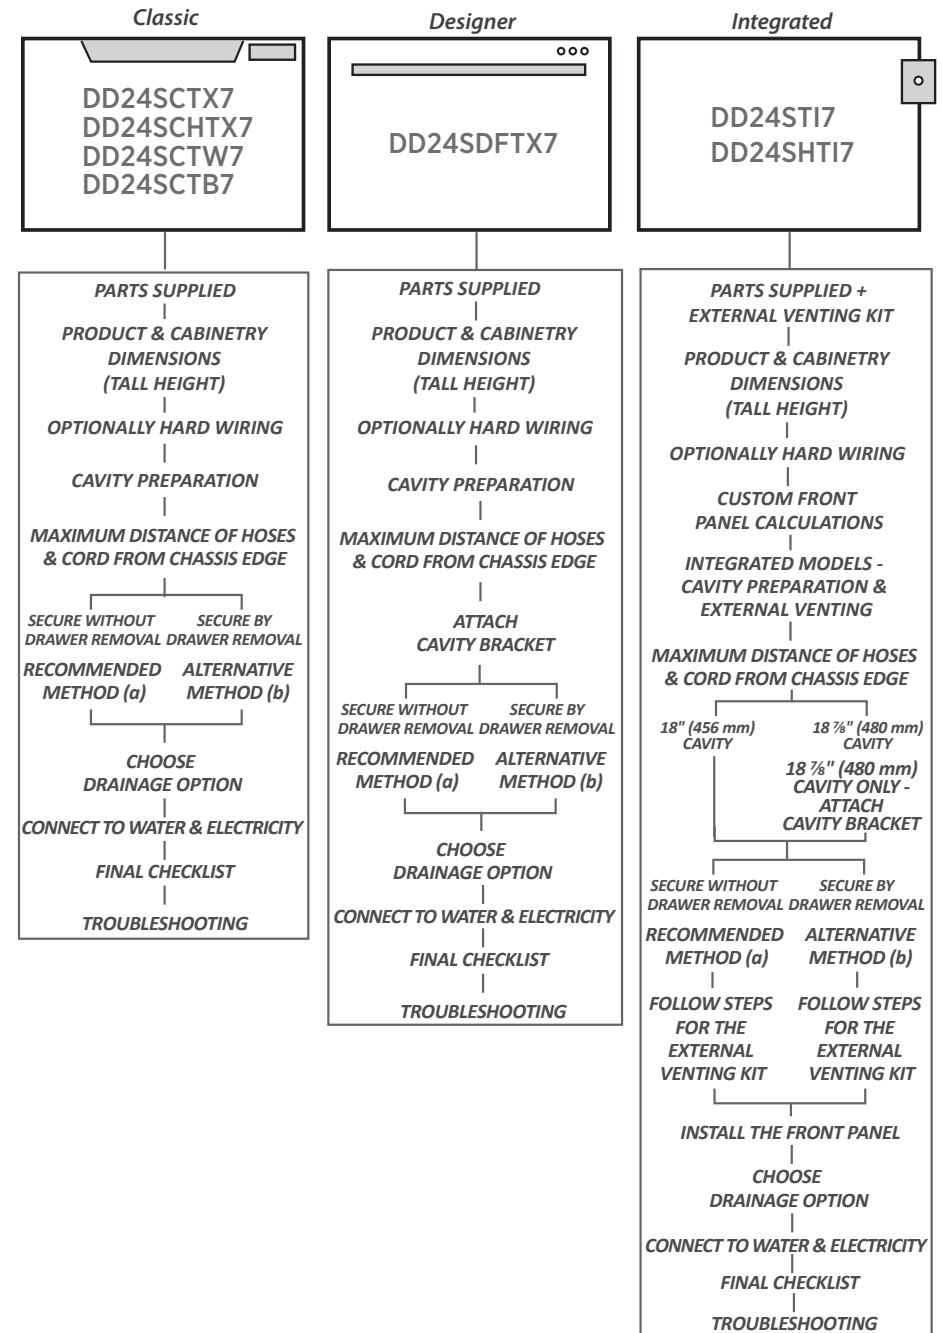 Classic
DD24SCTX7
DD24SCHTX7
DD24SCTW7
DD24SCTB7
PARTS SUPPLIED
PRODUCT & CABINETRY
DIMENSIONS
(TALL HEIGHT)
OPTIONALLY HARD WIRING
CAVITY PREPARATION
MAXIMUM DISTANCE OF HOSES
& CORD FROM CHASSIS EDGE
SECURE WITHOUT
DRAWER REMOVAL
RECOMMENDED
METHOD (a)
SECURE BY
DRAWER REMOVAL
ALTERNATIVE
METHOD (b)
CHOOSE
DRAINAGE OPTION
CONNECT TO WATER & ELECTRICITY
FINAL CHECKLIST
TROUBLESHOOTING
Designer
DD24SDFTX7
PARTS SUPPLIED
PRODUCT & CABINETRY
DIMENSIONS
(TALL HEIGHT)
OPTIONALLY HARD WIRING
CAVITY PREPARATION
MAXIMUM DISTANCE OF HOSES
& CORD FROM CHASSIS EDGE
ATTACH
CAVITY BRACKET
SECURE WITHOUT
DRAWER REMOVAL
RECOMMENDED
METHOD (a)
SECURE BY
DRAWER REMOVAL
ALTERNATIVE
METHOD (b)
CHOOSE
DRAINAGE OPTION
CONNECT TO WATER & ELECTRICITY
FINAL CHECKLIST
TROUBLESHOOTING
Integrated
DD24STI7
DD24SHTI7
PARTS SUPPLIED +
EXTERNAL VENTING KIT
PRODUCT & CABINETRY
DIMENSIONS
(TALL HEIGHT)
OPTIONALLY HARD WIRING
CUSTOM FRONT
PANEL CALCULATIONS
INTEGRATED MODELS -
CAVITY PREPARATION &
EXTERNAL VENTING
MAXIMUM DISTANCE OF HOSES
& CORD FROM CHASSIS EDGE
18" (456 mm)
CAVITY
18 ⅞" (480 mm)
CAVITY
18 ⅞" (480 mm)
CAVITY ONLY -
ATTACH
CAVITY BRACKET
SECURE WITHOUT
DRAWER REMOVAL
RECOMMENDED
METHOD (a)
FOLLOW STEPS
FOR THE
EXTERNAL
VENTING KIT
SECURE BY
DRAWER REMOVAL
ALTERNATIVE
METHOD (b)
FOLLOW STEPS
FOR THE
EXTERNAL
VENTING KIT
INSTALL THE FRONT PANEL
CHOOSE
DRAINAGE OPTION
CONNECT TO WATER & ELECTRICITY
FINAL CHECKLIST
TROUBLESHOOTING